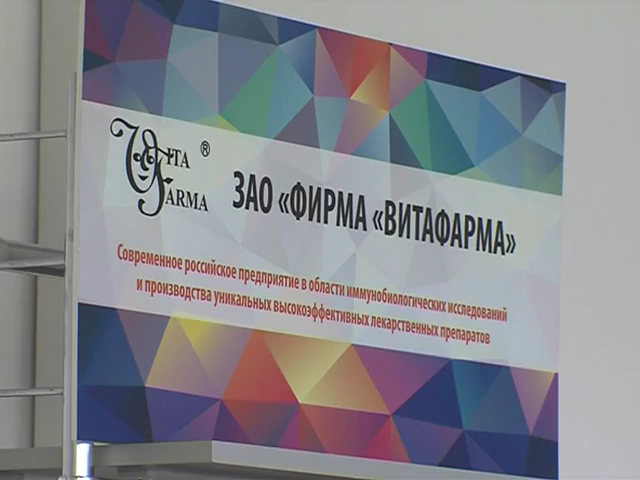 VITA ®
FARMA
ЗАО «ФИРМА «ВИТАФАРМА»
Современное российское предприятие в области иммунобиологических исследований
и производства уникальных высокоэффективных лекарственных препаратов